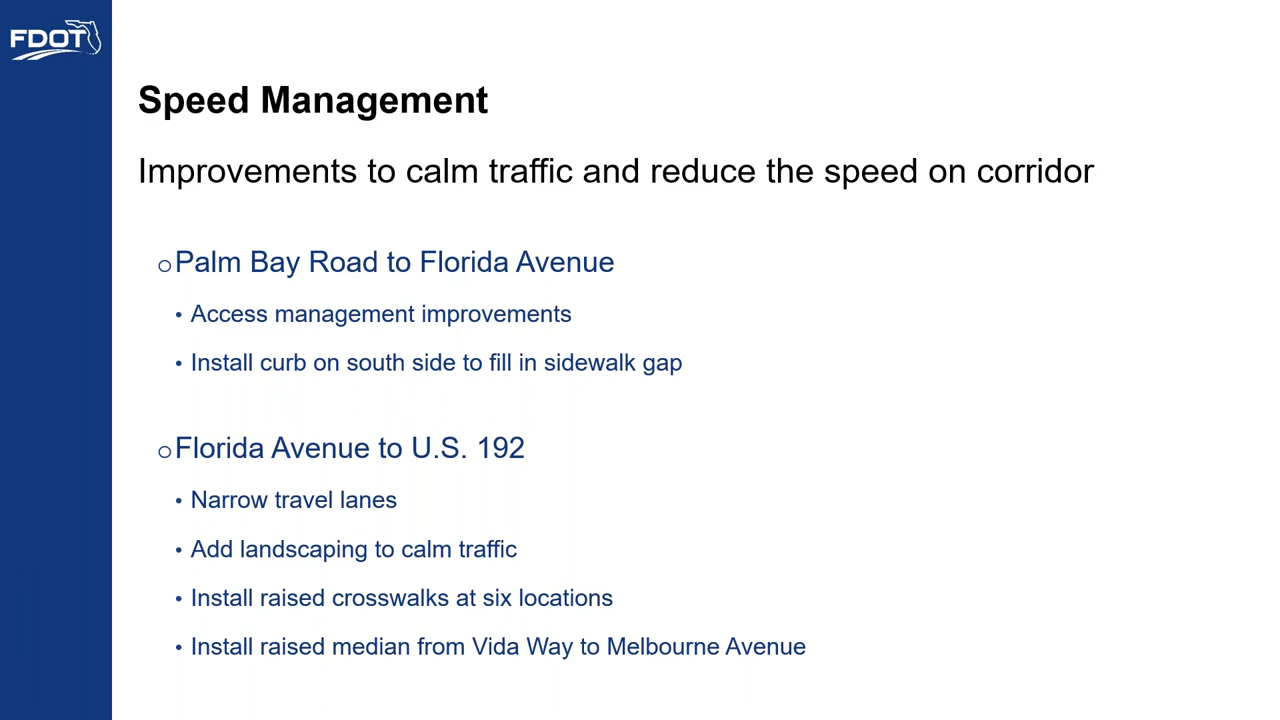 FDOT
Speed Management
Improvements to calm traffic and reduce the speed on corridor
Palm Bay Road to Florida Avenue
• Access management improvements
• Install curb on south side to fill in sidewalk gap
Florida Avenue to U.S. 192
• Narrow travel lanes
• Add landscaping to calm traffic
• Install raised crosswalks at six locations
• Install raised median from Vida Way to Melbourne Avenue